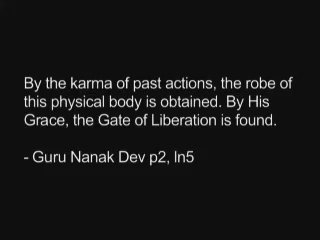 By the karma of past actions, the robe of
this physical body is obtained. By His
Grace, the Gate of Liberation is found.
- Guru Nanak Dev p2, ln5